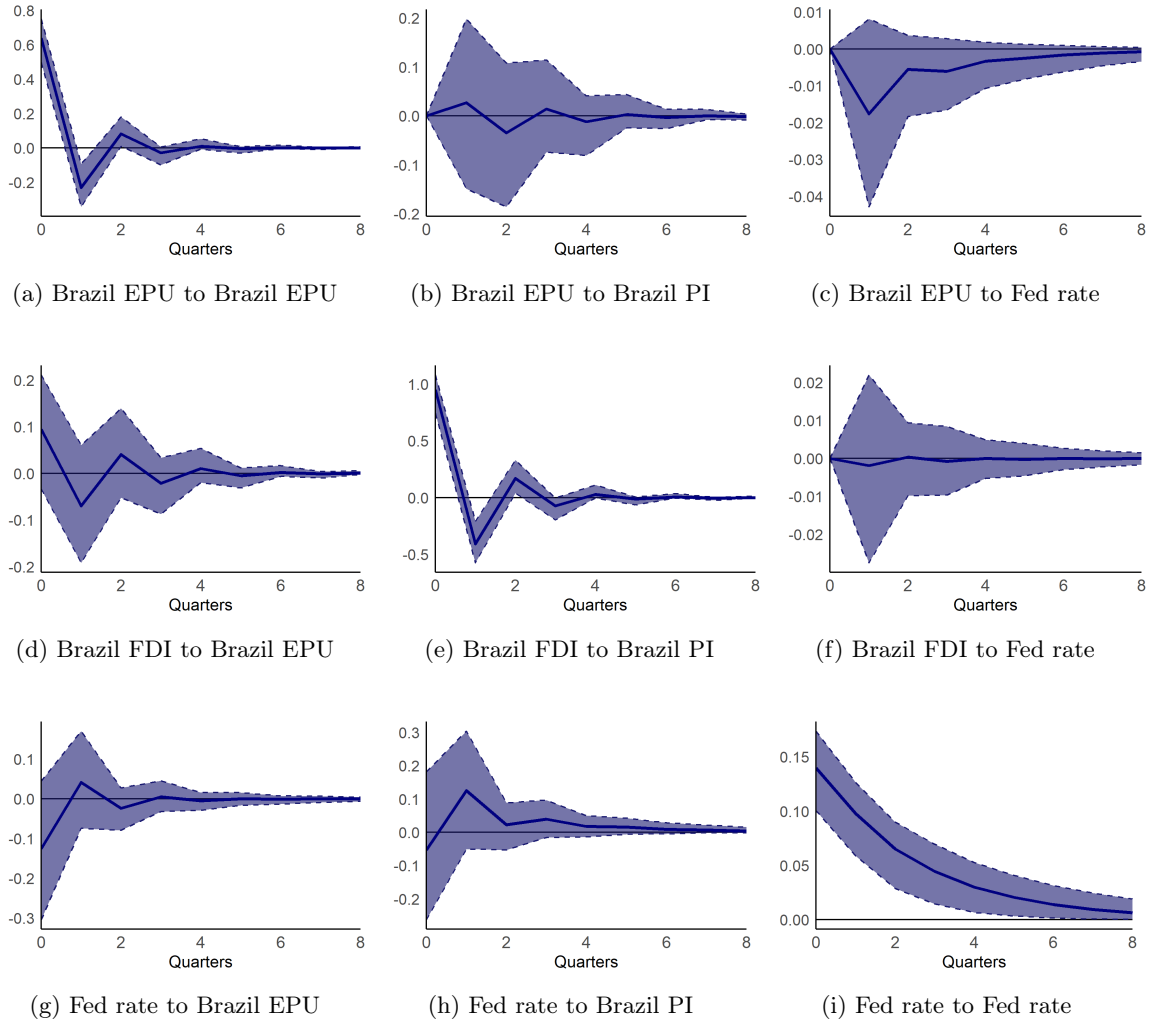 0.8
0.6
0.4
0.2
0.0
-0.2
0 2 4 6 8
Quarters
(a) Brazil EPU to Brazil EPU
0.2
0.1
0.0
-0.1
-0.2
0 2 4 6 8
Quarters
(b) Brazil EPU to Brazil PI
0.01
0.00
-0.01
-0.02
-0.03
-0.04
0 2 4 6 8
Quarters
(c) Brazil EPU to Fed rate
0.2
0.1
0.0
-0.1
-0.2
0 2 4 6 8
Quarters
(d) Brazil FDI to Brazil EPU
1.0
0.5
0.0
-0.5
0 2 4 6 8
Quarters
(e) Brazil FDI to Brazil PI
0.02
0.01
0.00
-0.01
-0.02
0 2 4 6 8
Quarters
(f) Brazil FDI to Fed rate
0.1
0.0
-0.1
-0.2
-0.3
0 2 4 6 8
Quarters
(g) Fed rate to Brazil EPU
0.3
0.2
0.1
0.0
-0.1
-0.2
0 2 4 6 8
Quarters
(h) Fed rate to Brazil PI
0.15
0.10
0.05
0.00
0 2 4 6 8
Quarters
(i) Fed rate to Fed rate